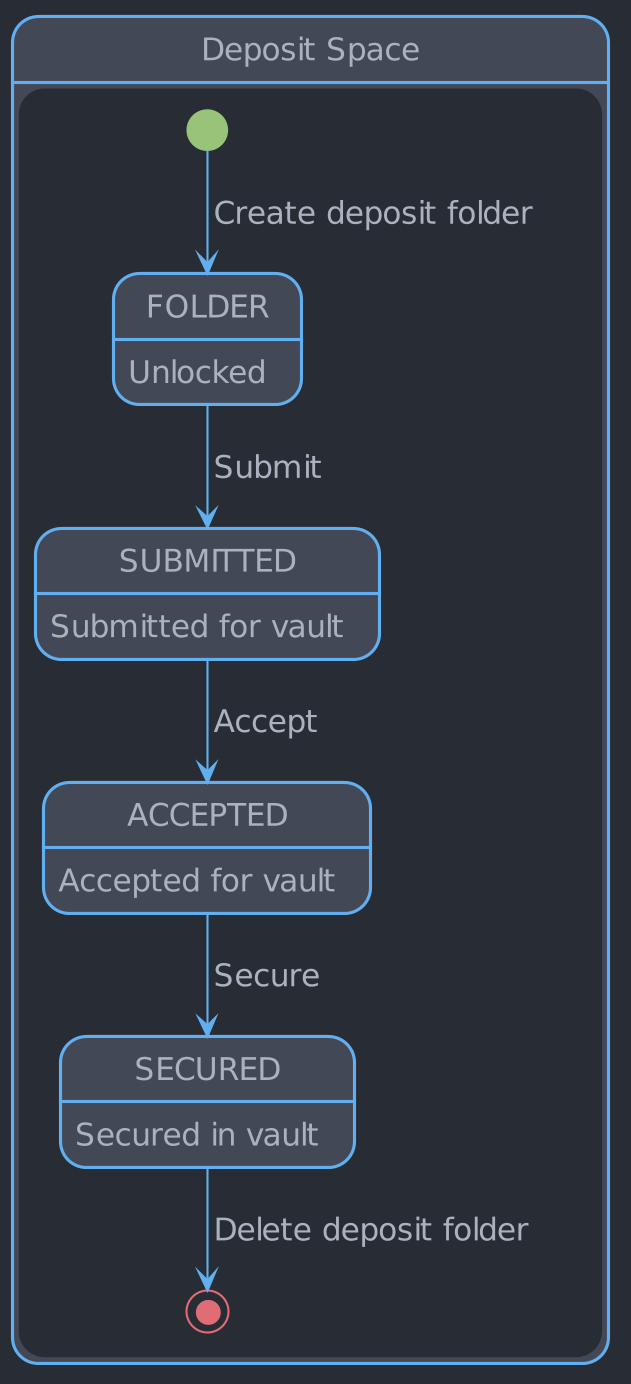 Deposit Space
Create deposit folder
FOLDER
Unlocked
Submit
SUBMITTED
Submitted for vault
Accept
ACCEPTED
Accepted for vault
Secure
SECURED
Secured in vault
Delete deposit folder